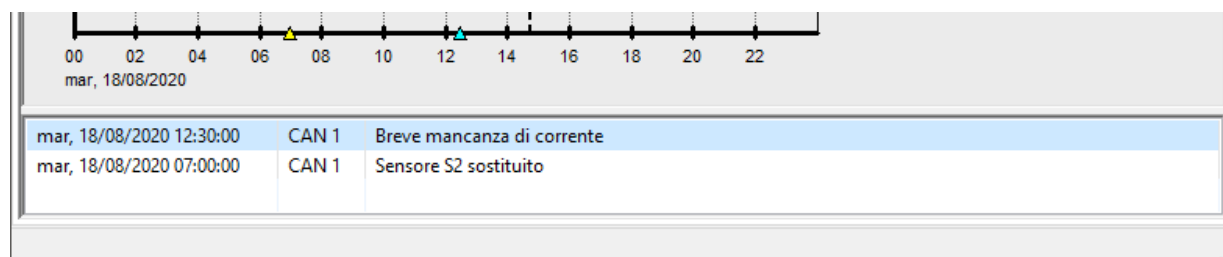 00 02 04 06 08 10 12 14 16 18 20 22
mar, 18/08/2020
mar, 18/08/2020 12:30:00 CAN 1 Breve mancanza di corrente
mar, 18/08/2020 07:00:00 CAN 1 Sensore S2 sostituito